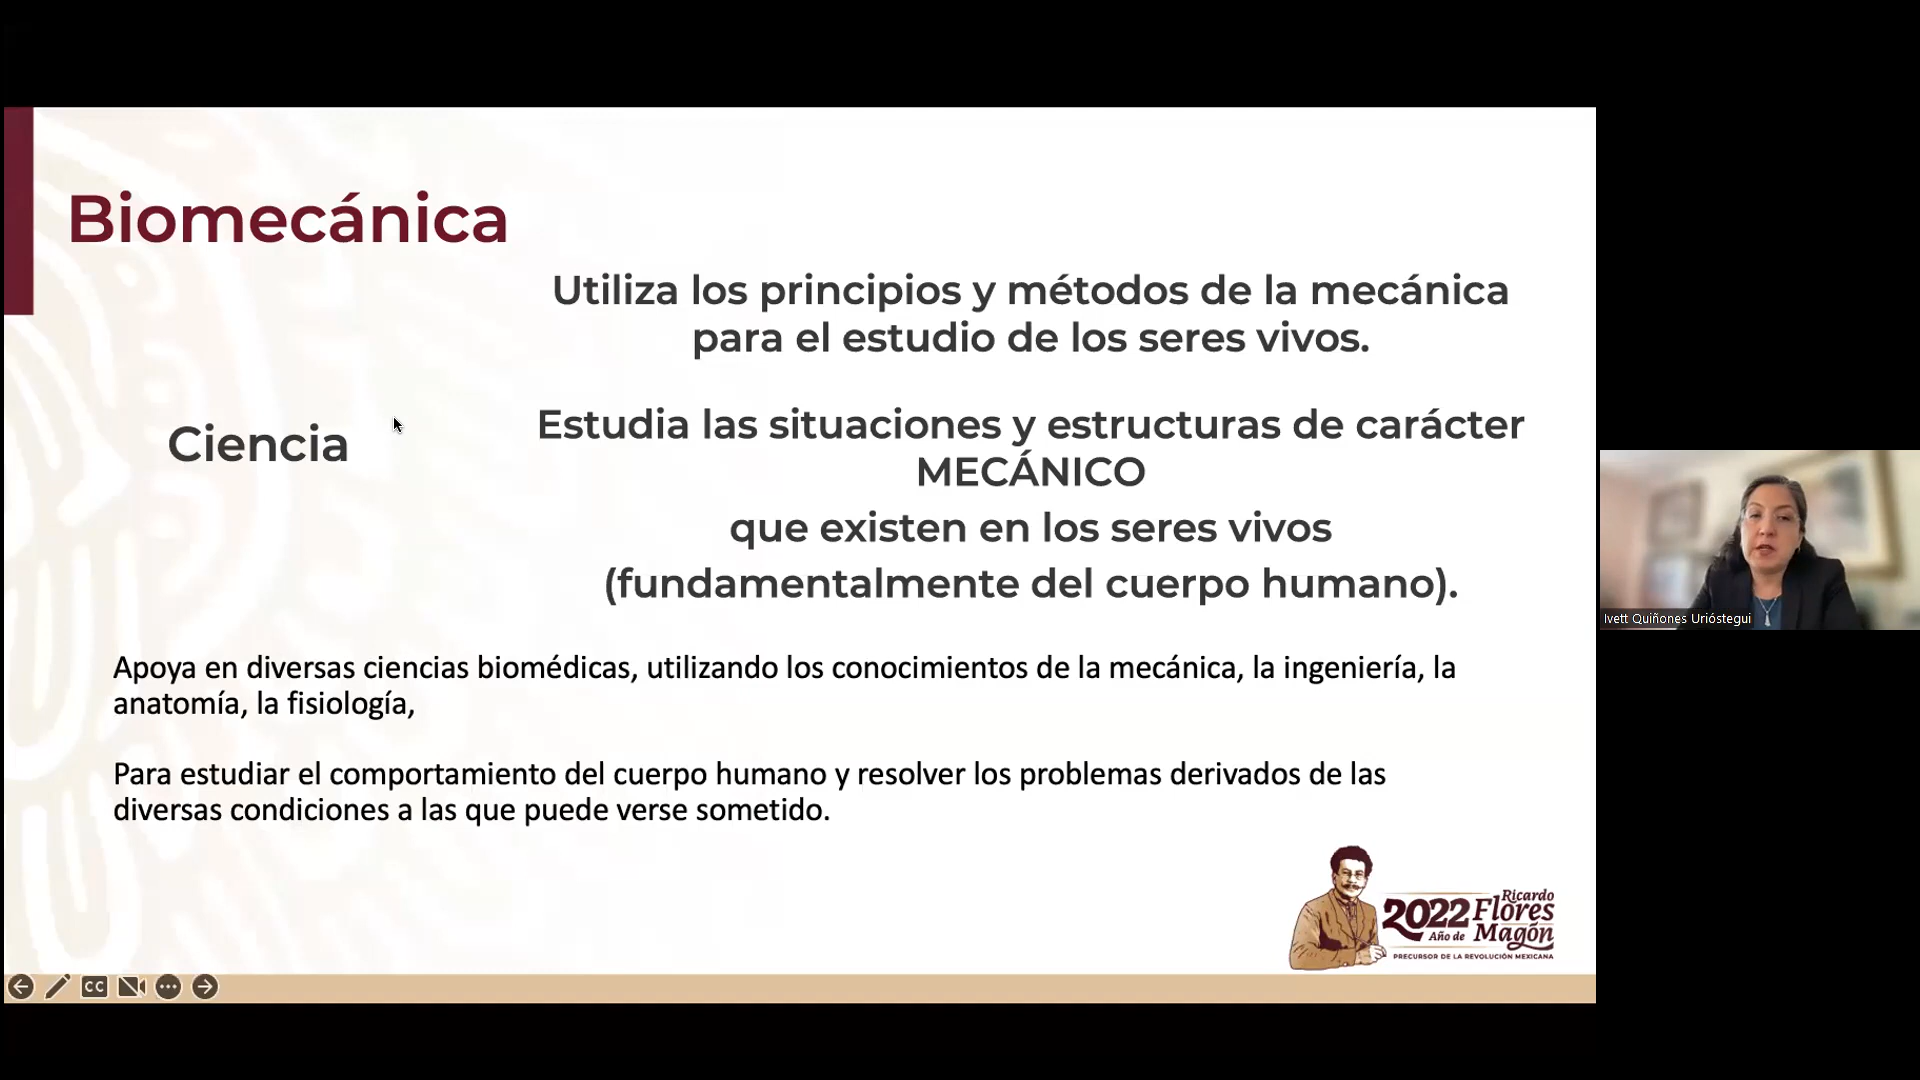 Biomecánica
Utiliza los principios y métodos de la mecánica
para el estudio de los seres vivos.
Ciencia
Estudia las situaciones y estructuras de carácter
MECÁNICO
que existen en los seres vivos
(fundamentalmente del cuerpo humano).
Apoya en diversas ciencias biomédicas, utilizando los conocimientos de la mecánica, la ingeniería, la
anatomía, la fisiología,
Para estudiar el comportamiento del cuerpo humano y resolver los problemas derivados de las
diversas condiciones a las que puede verse sometido.
2022
Año de
Ricardo
Flores
Magón
PRECURSOR DE LA REVOLUCIÓN MEXICANA
CC
Ivett Quiñones Urióstegui